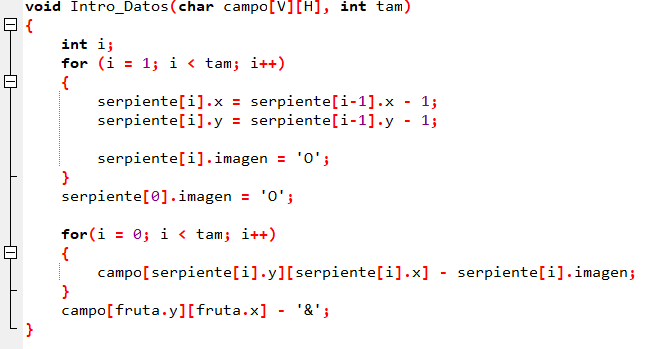 void Intro_Datos(char campo[V][H], int tam)
{
int i;
for (i = 1; i < tam; i++)
{
serpiente[i].x = serpiente[i-1].x - 1;
serpiente[i].y = serpiente[i-1].y - 1;
serpiente[i].imagen = 'O';
}
serpiente[0].imagen = 'O';
for(i = 0; i < tam; i++)
{
campo[serpiente[i].y][serpiente[i].x] - serpiente[i].imagen;
}
campo[fruta.y][fruta.x] - '&';
}